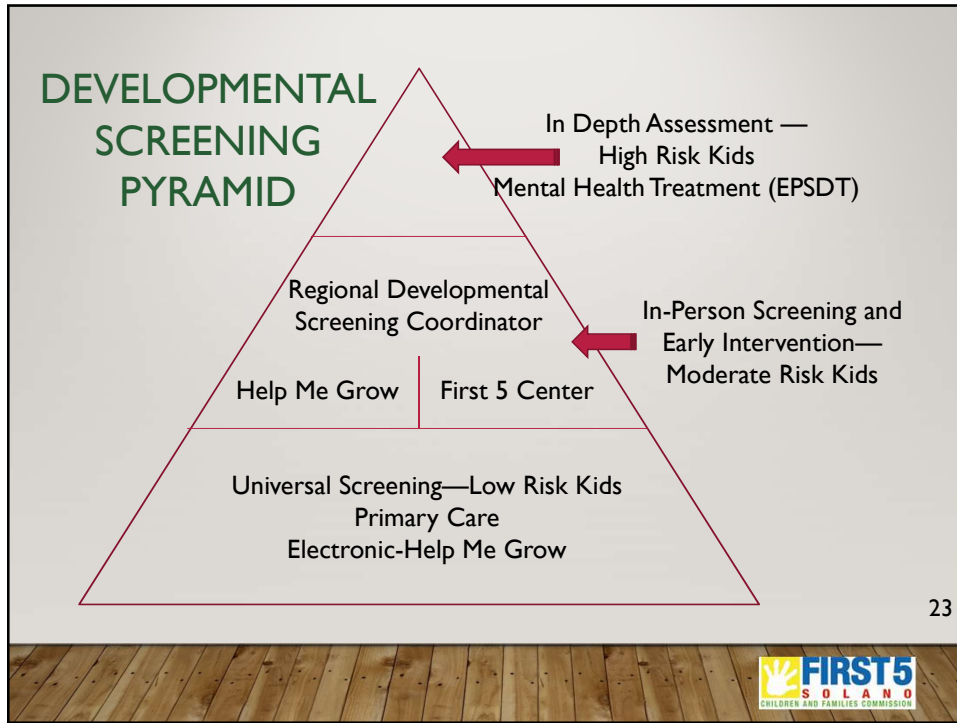 DEVELOPMENTAL
SCREENING
PYRAMID
In Depth Assessment —
High Risk Kids
Mental Health Treatment (EPSDT)
Regional Developmental
Screening Coordinator
In-Person Screening and
Early Intervention—
Moderate Risk Kids
Help Me Grow
First 5 Center
Universal Screening—Low Risk Kids
Primary Care
Electronic-Help Me Grow
23
FIRST5
SOLANO
CHILDREN AND FAMILIES COMMISSION